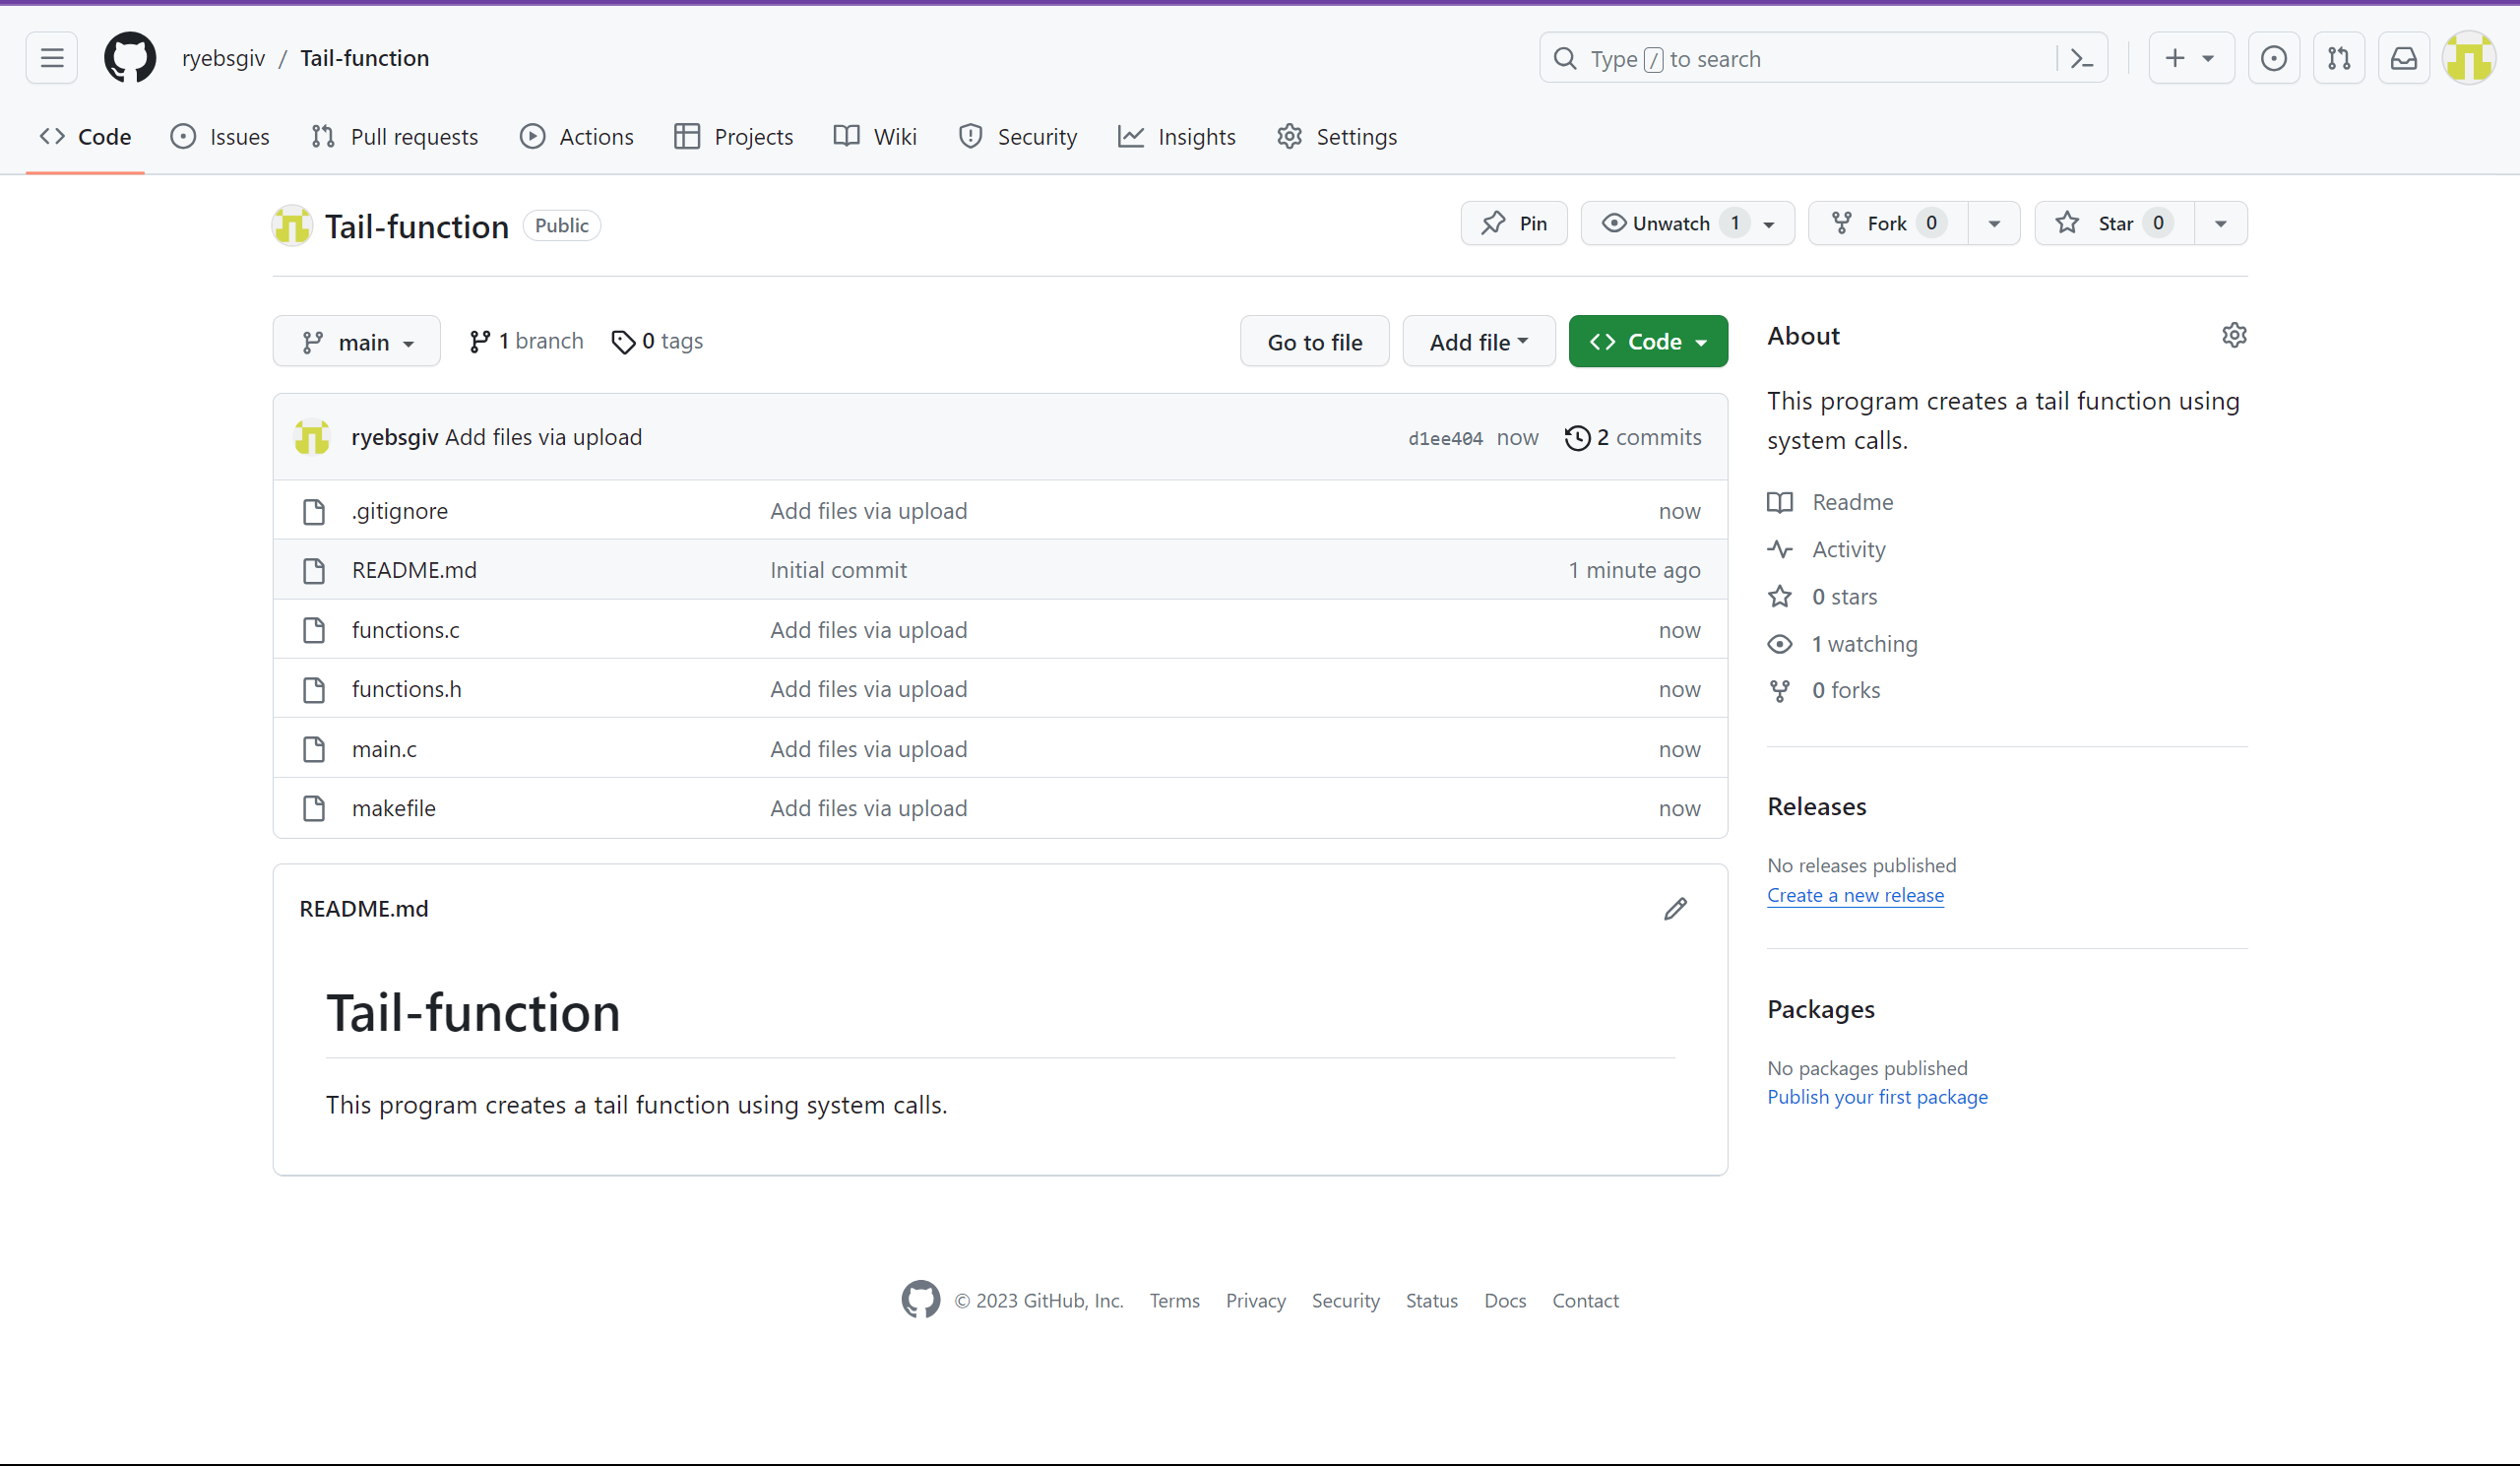 ryebsgiv / Tail-function
Type / to search
Code Issues Pull requests Actions Projects Wiki Security Insights Settings
Tail-function Public
Pin Unwatch 1 Fork 0 Star 0
main 1 branch 0 tags Go to file Add file Code
ryebsgiv Add files via upload d1ee404 now 2 commits
.gitignore Add files via upload now
README.md Initial commit 1 minute ago
functions.c Add files via upload now
functions.h Add files via upload now
main.c Add files via upload now
makefile Add files via upload now
README.md
Tail-function
This program creates a tail function using system calls.
About
This program creates a tail function using
system calls.
Readme
Activity
0 stars
1 watching
0 forks
Releases
No releases published
Create a new release
Packages
No packages published
Publish your first package
© 2023 GitHub, Inc. Terms Privacy Security Status Docs Contact